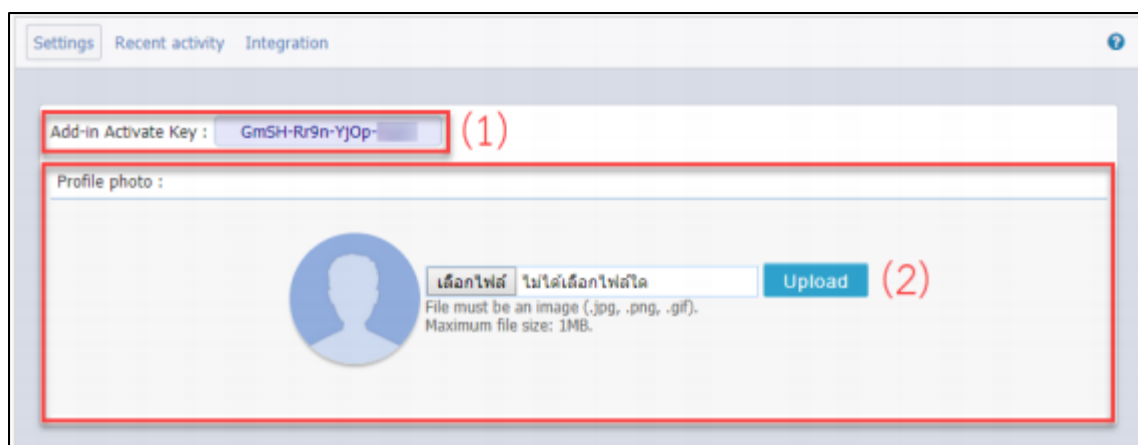 Settings Recent activity Integration
Add-in Activate Key : GmSH-Rr9n-YjOp- (1)
Profile photo :
เลือกไฟล์ ไม่ได้เลือกไฟล์ใด Upload (2)
File must be an image (.jpg, .png, .gif).
Maximum file size: 1MB.